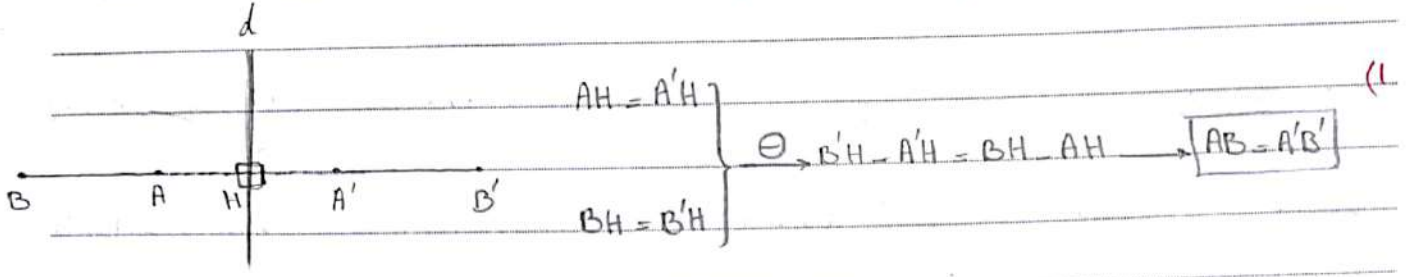 d
AH = A'H
(1
⊖ B'H - A'H = BH - AH → AB = A'B'
B A H A' B'
BH = B'H